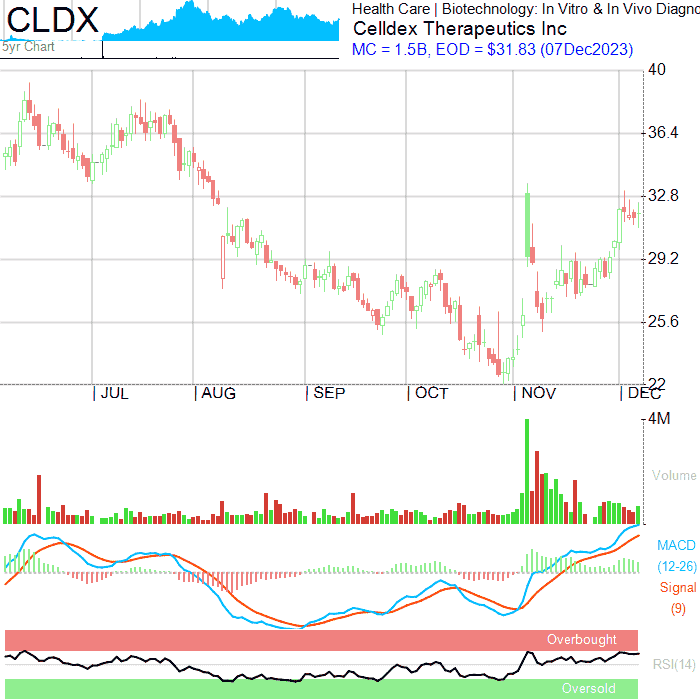 CLDX
5yr Chart
Health Care | Biotechnology: In Vitro & In Vivo Diagno
Celldex Therapeutics Inc
MC = 1.5B, EOD = $31.83 (07Dec2023)
40
36.4
32.8
29.2
25.6
22
JUL AUG SEP OCT NOV DEC
4M
Volume
MACD
(12-26)
Signal
(9)
Overbought
RSI(14)
Oversold